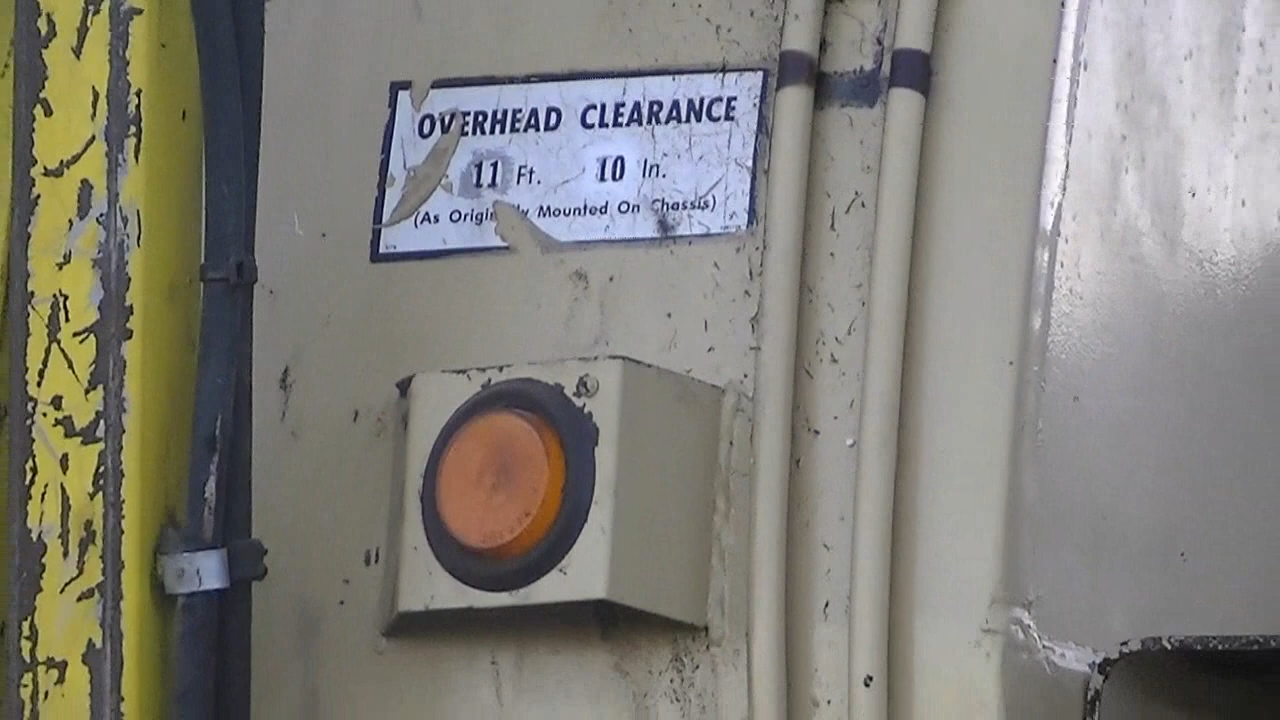 OVERHEAD CLEARANCE
11 Ft. 10 In.
(As Originally Mounted On Chassis)